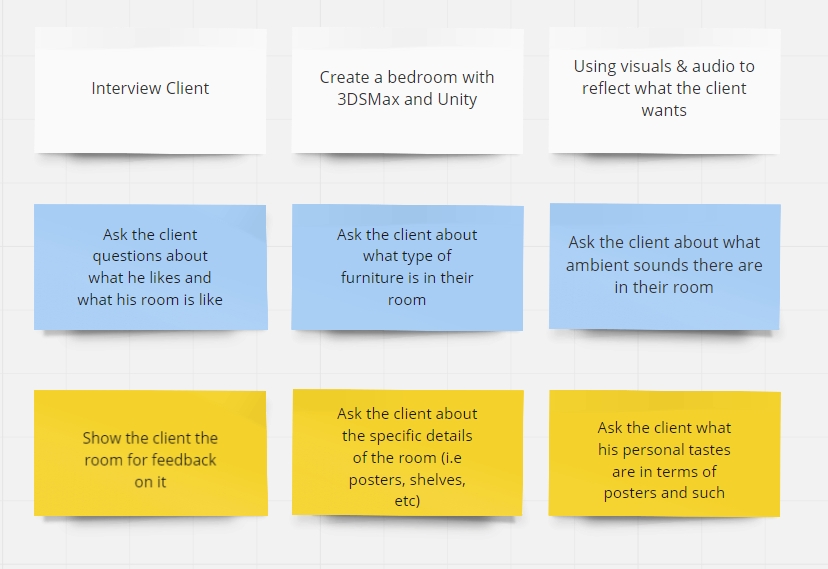 Interview Client
Create a bedroom with
3DSMax and Unity
Using visuals & audio to
reflect what the client
wants
Ask the client
questions about
what he likes and
what his room is like
Ask the client about
what type of
furniture is in their
room
Ask the client about what
ambient sounds there are
in their room
Show the client the
room for feedback
on it
Ask the client about
the specific details
of the room (i.e
posters, shelves,
etc)
Ask the client what
his personal tastes
are in terms of
posters and such